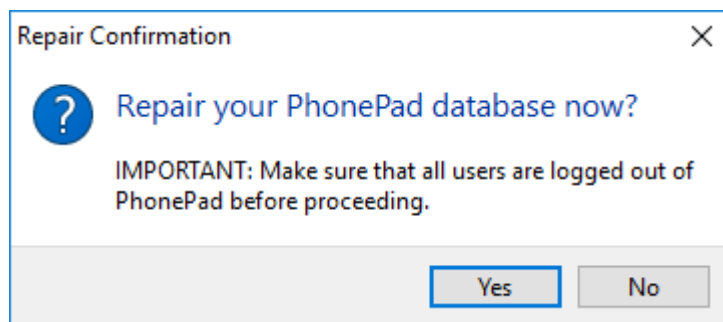 Repair Confirmation
Repair your PhonePad database now?
IMPORTANT: Make sure that all users are logged out of
PhonePad before proceeding.
Yes
No